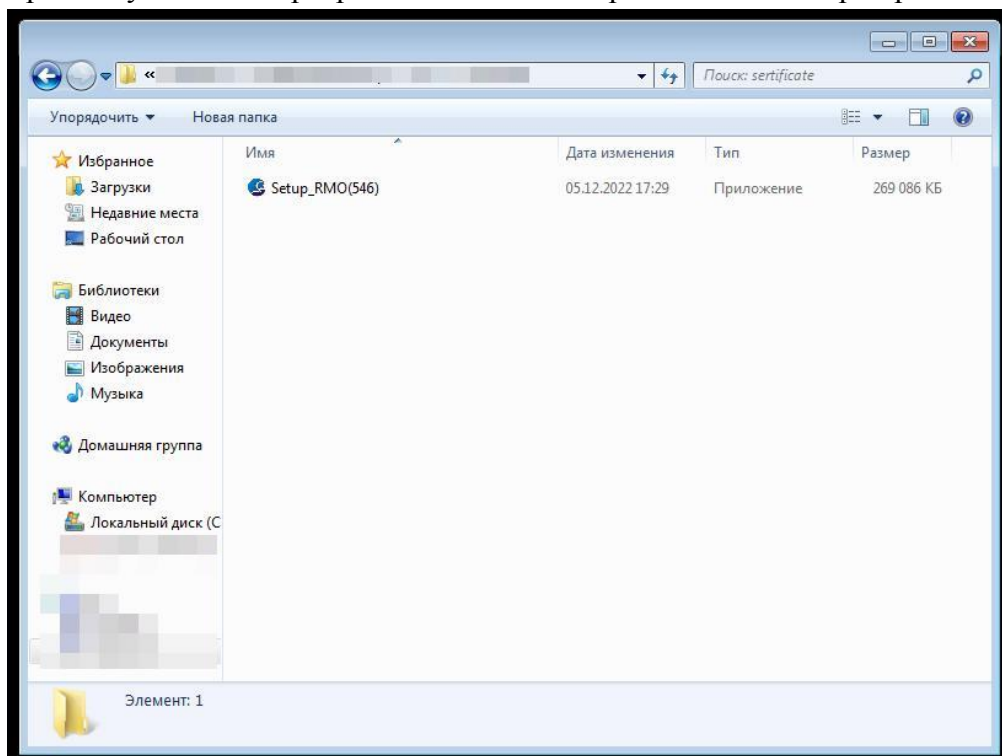 «
Поиск: sertificate
Упорядочить
Новая папка
Имя
Дата изменения
Тип
Размер
Setup_RMO(546)
05.12.2022 17:29
Приложение
269 086 КБ
Избранное
Загрузки
Недавние места
Рабочий стол
Библиотеки
Видео
Документы
Изображения
Музыка
Домашняя группа
Компьютер
Локальный диск (C
Элемент: 1